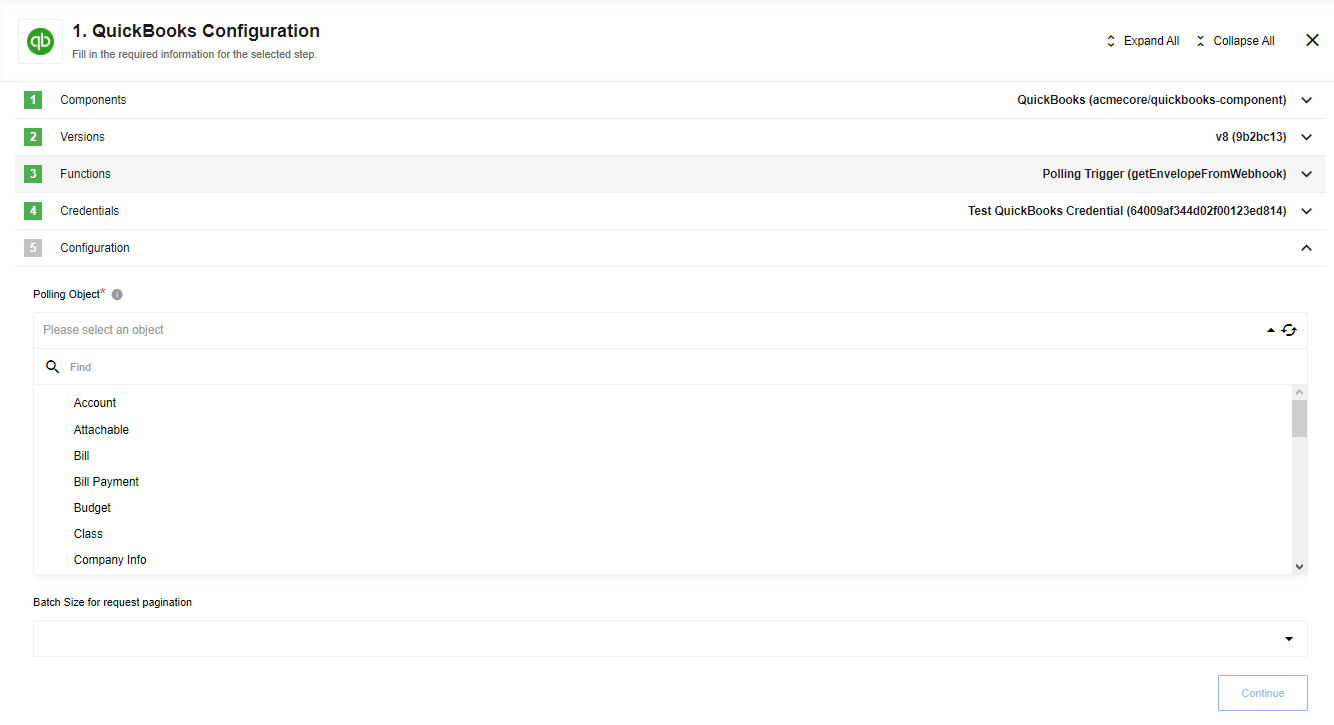 qb
1. QuickBooks Configuration
Fill in the required information for the selected step.
Expand All
Collapse All
1 Components QuickBooks (acmecore/quickbooks-component)
2 Versions v8 (9b2bc13)
3 Functions Polling Trigger (getEnvelopeFromWebhook)
4 Credentials Test QuickBooks Credential (64009af344d02f00123ed814)
5 Configuration
Polling Object*
Please select an object
Find
Account
Attachable
Bill
Bill Payment
Budget
Class
Company Info
Batch Size for request pagination
Continue